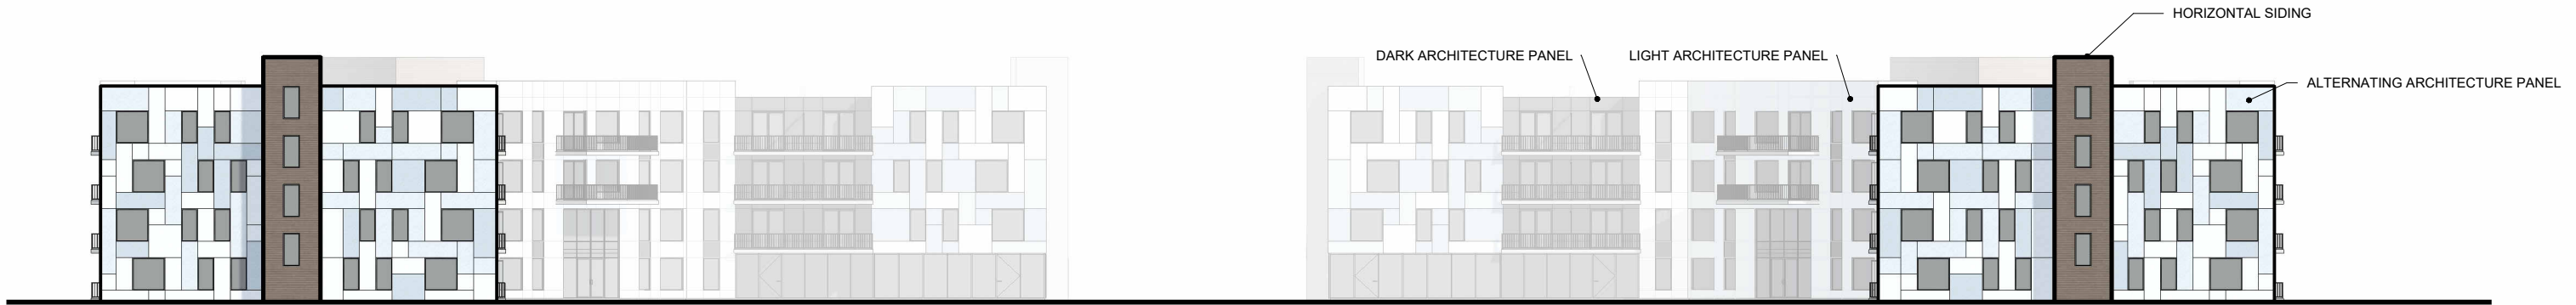 HORIZONTAL SIDING
DARK ARCHITECTURE PANEL
LIGHT ARCHITECTURE PANEL
ALTERNATING ARCHITECTURE PANEL